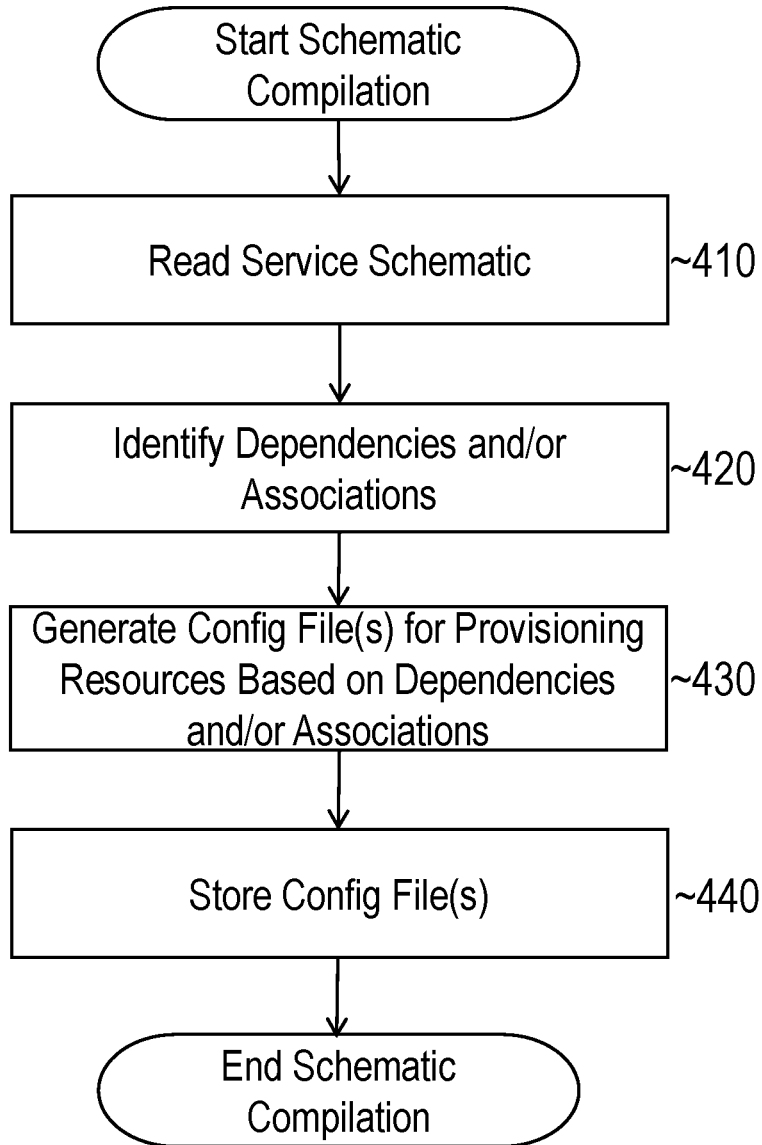 Start Schematic
Compilation
Read Service Schematic
~410
Identify Dependencies and/or
Associations
~420
Generate Config File(s) for Provisioning
Resources Based on Dependencies
and/or Associations
~430
Store Config File(s)
~440
End Schematic
Compilation